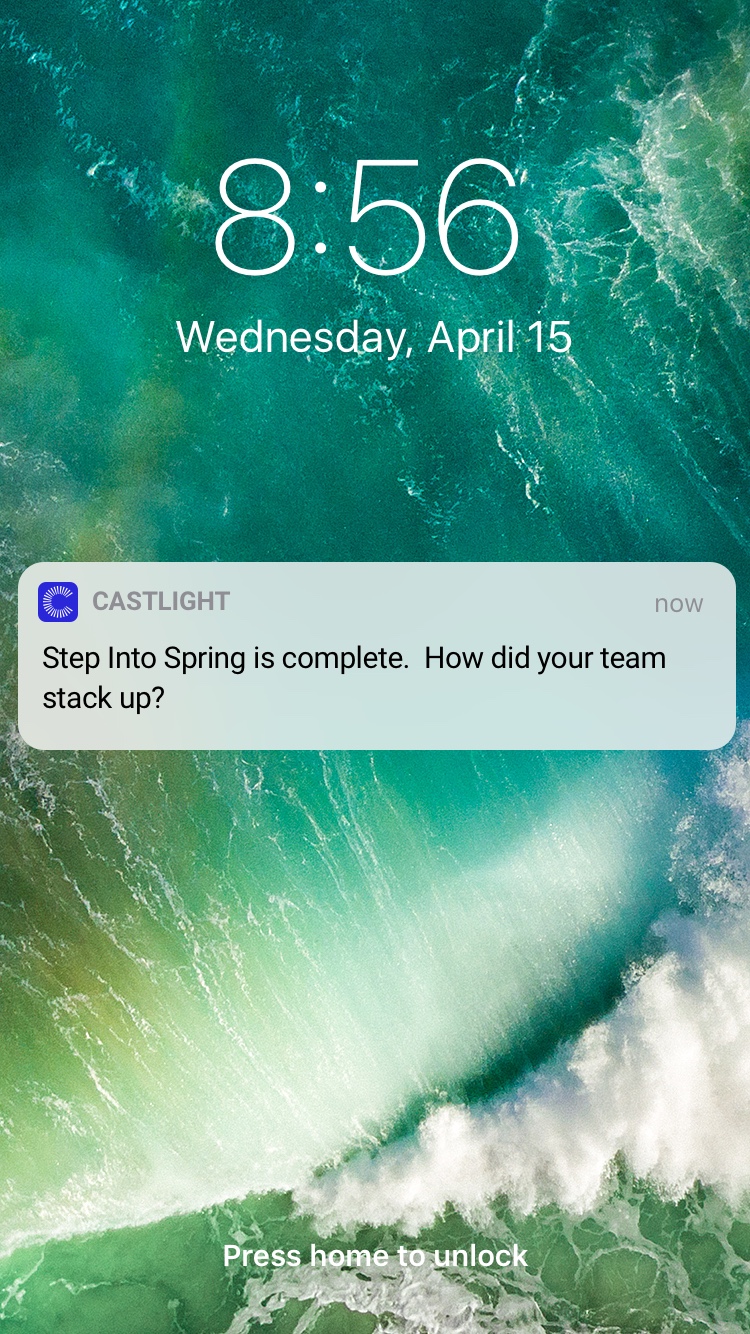 8:56
Wednesday, April 15
CASTLIGHT now
Step Into Spring is complete.  How did your team
stack up?
Press home to unlock